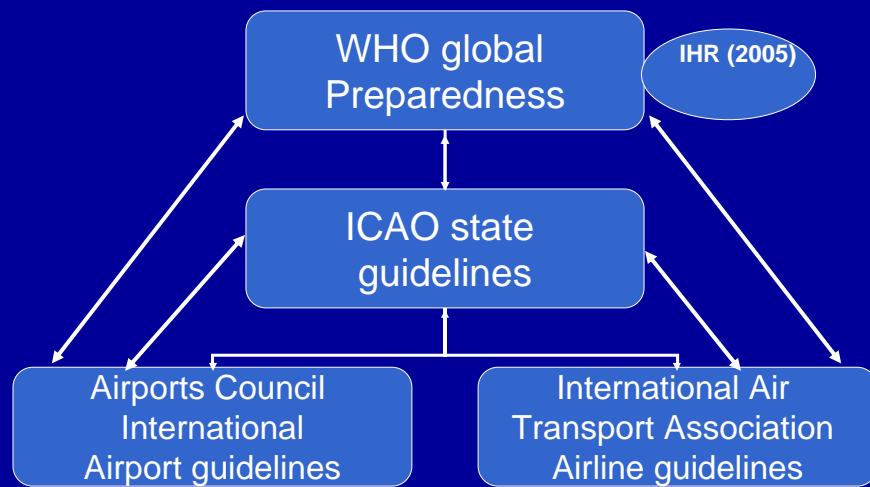 WHO global
Preparedness
IHR (2005)
ICAO state
guidelines
Airports Council
International
Airport guidelines
International Air
Transport Association
Airline guidelines